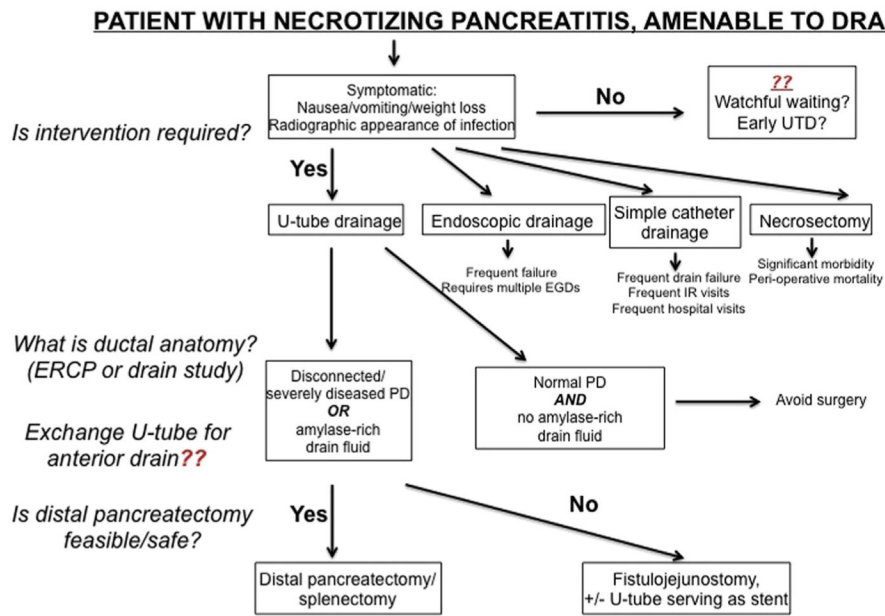 PATIENT WITH NECROTIZING PANCREATITIS, AMENABLE TO DRA
Symptomatic:
Nausea/vomiting/weight loss
Radiographic appearance of infection
No
??
Watchful waiting?
Early UTD?
Is intervention required?
Yes
U-tube drainage
Endoscopic drainage
Simple catheter
drainage
Necrosectomy
Frequent failure
Requires multiple EGDs
Frequent drain failure
Frequent IR visits
Frequent hospital visits
Significant morbidity
Peri-operative mortality
What is ductal anatomy?
(ERCP or drain study)
Disconnected/
severely diseased PD
OR
amylase-rich
drain fluid
Normal PD
AND
no amylase-rich
drain fluid
Avoid surgery
Exchange U-tube for
anterior drain??
Is distal pancreatectomy
feasible/safe?
Yes
No
Distal pancreatectomy/
splenectomy
Fistulojejunostomy,
+/- U-tube serving as stent